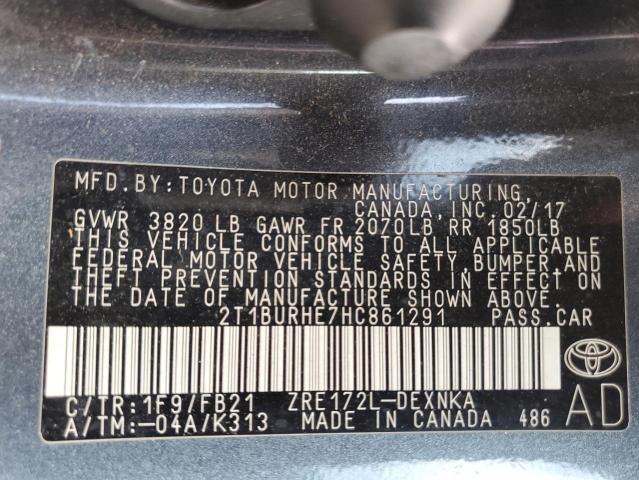 MFD. BY: TOYOTA MOTOR MANUFACTURING,
CANADA, INC. 02/17
GVWR 3820 LB GAWR FR 2070LB RR 1850LB
THIS VEHICLE CONFORMS TO ALL APPLICABLE
FEDERAL MOTOR VEHICLE SAFETY, BUMPER, AND
THEFT PREVENTION STANDARDS IN EFFECT ON
THE DATE OF MANUFACTURE SHOWN ABOVE.
2T1BURHE7HC861291 PASS. CAR
C/TR: 1F9/FB21 ZRE172L-DEXNKA
A/TM: -04A/K313 MADE IN CANADA 486
AD